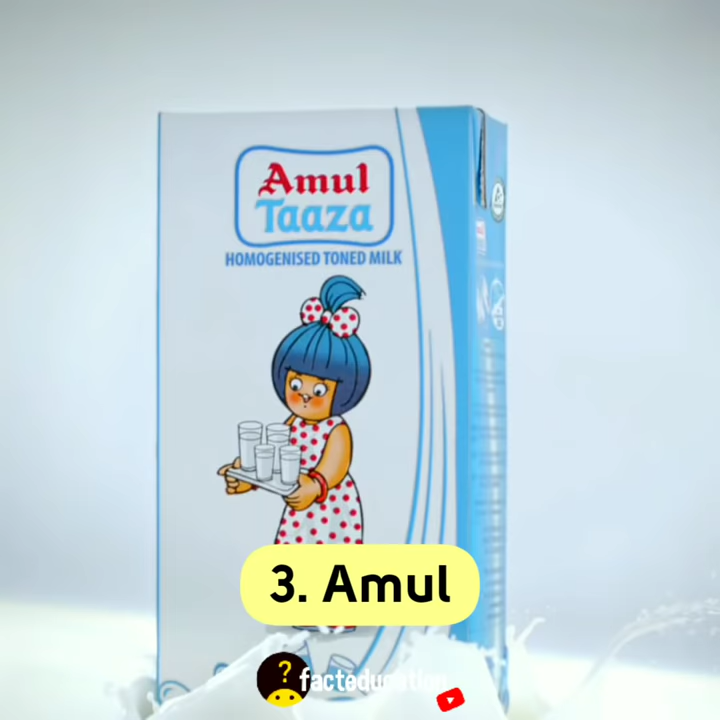 Amul
Taaza
HOMOGENISED TONED MILK
3. Amul
?
facteducation